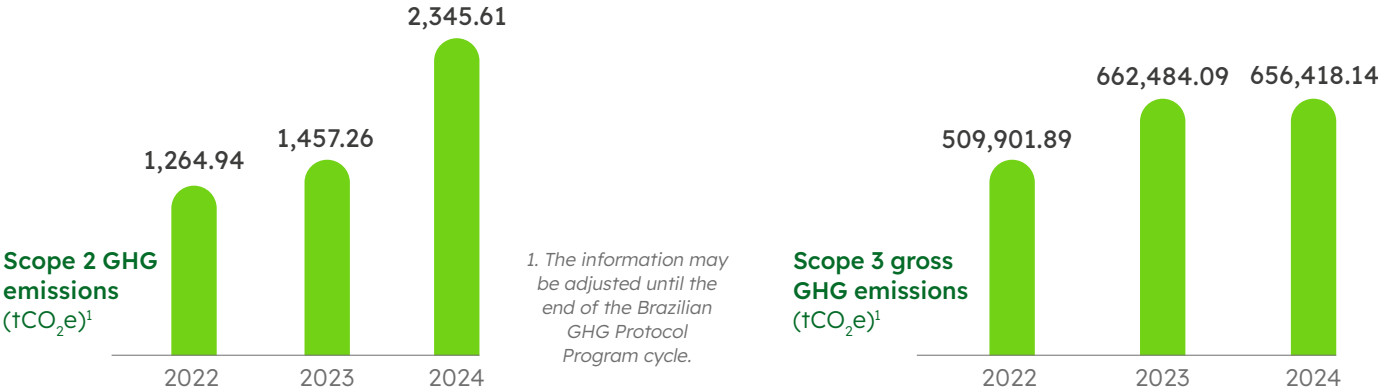 2,345.61
1,457.26
1,264.94
Scope 2 GHG
emissions
(tCO₂e)¹
2022 2023 2024
1. The information may
be adjusted until the
end of the Brazilian
GHG Protocol
Program cycle.
662,484.09 656,418.14
509,901.89
Scope 3 gross
GHG emissions
(tCO₂e)¹
2022 2023 2024